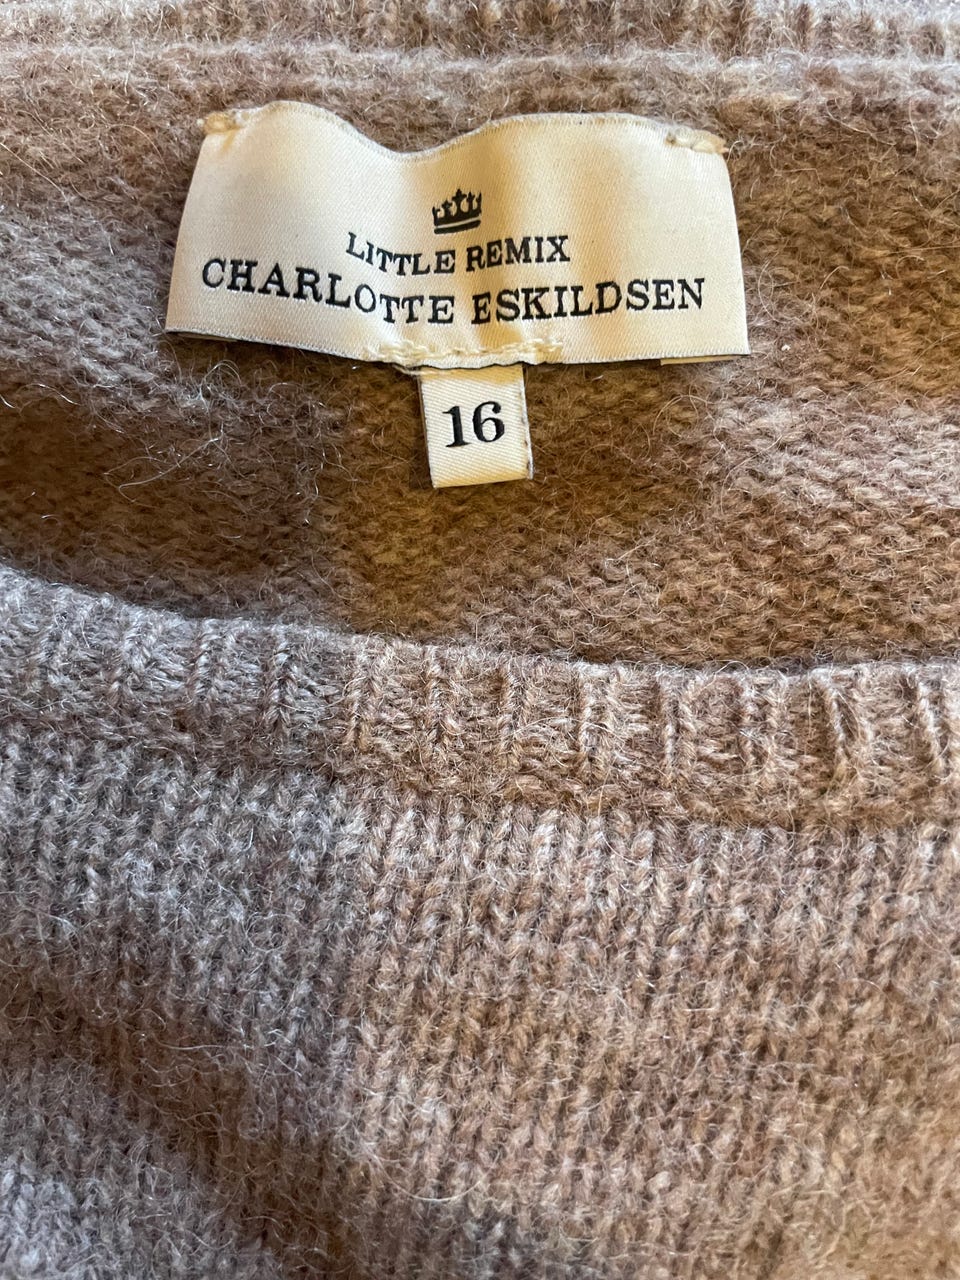 LITTLE REMIX
CHARLOTTE ESKILDSEN
16